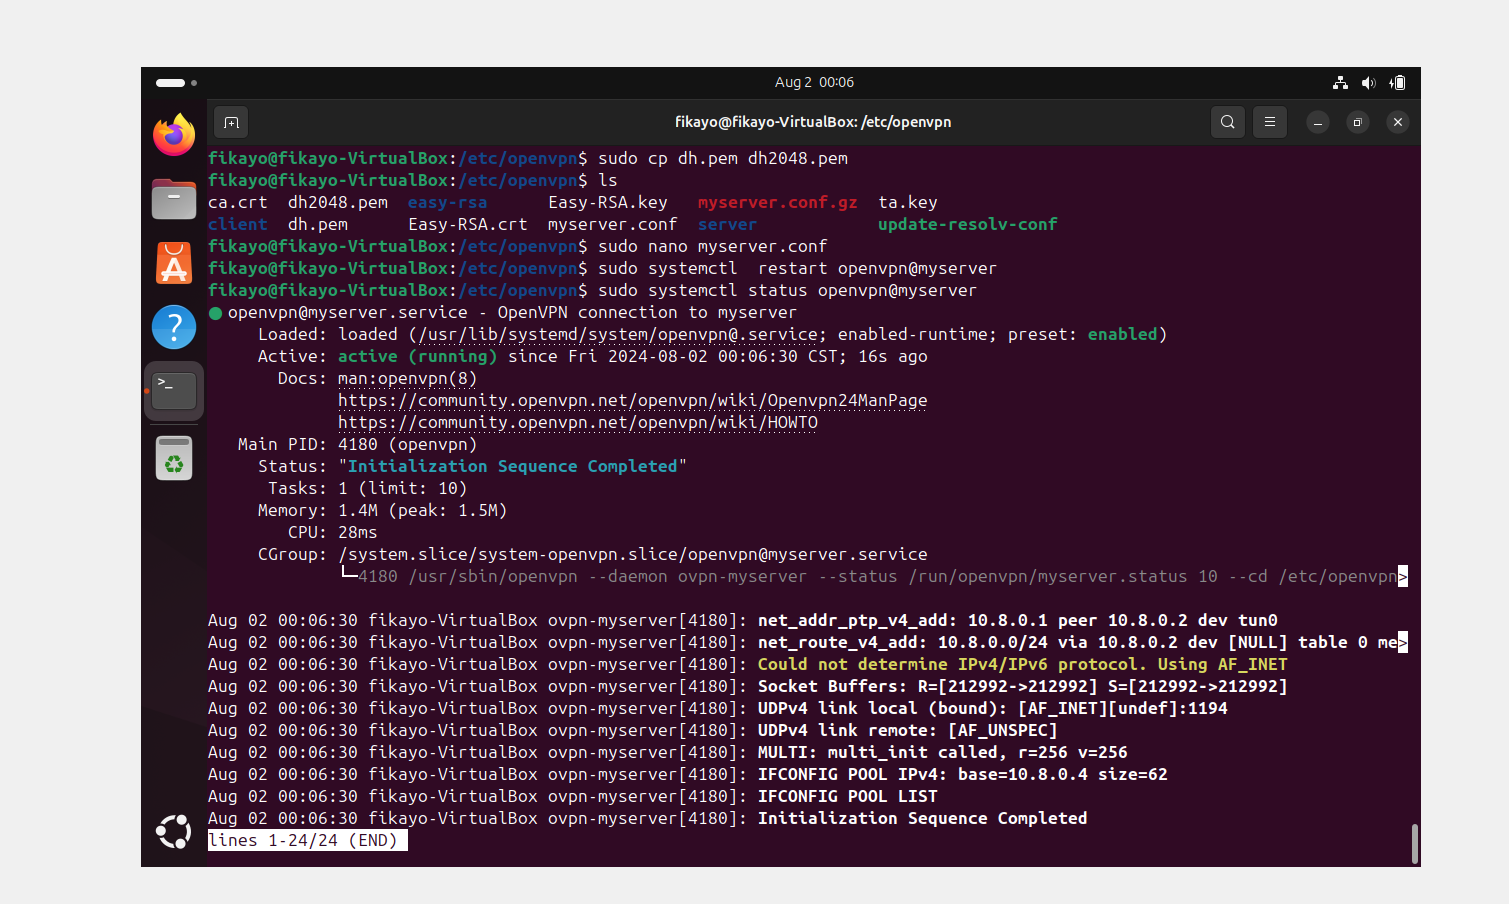 Aug 2 00:06
fikayo@fikayo-VirtualBox: /etc/openvpn
fikayo@fikayo-VirtualBox:/etc/openvpn$ sudo cp dh.pem dh2048.pem
fikayo@fikayo-VirtualBox:/etc/openvpn$ ls
ca.crt  dh2048.pem  easy-rsa      Easy-RSA.key   myserver.conf.gz  ta.key
client  dh.pem      Easy-RSA.crt  myserver.conf  server            update-resolv-conf
fikayo@fikayo-VirtualBox:/etc/openvpn$ sudo nano myserver.conf
fikayo@fikayo-VirtualBox:/etc/openvpn$ sudo systemctl  restart openvpn@myserver
fikayo@fikayo-VirtualBox:/etc/openvpn$ sudo systemctl status openvpn@myserver
● openvpn@myserver.service - OpenVPN connection to myserver
     Loaded: loaded (/usr/lib/systemd/system/openvpn@.service; enabled-runtime; preset: enabled)
     Active: active (running) since Fri 2024-08-02 00:06:30 CST; 16s ago
       Docs: man:openvpn(8)
             https://community.openvpn.net/openvpn/wiki/Openvpn24ManPage
             https://community.openvpn.net/openvpn/wiki/HOWTO
   Main PID: 4180 (openvpn)
     Status: "Initialization Sequence Completed"
      Tasks: 1 (limit: 10)
     Memory: 1.4M (peak: 1.5M)
        CPU: 28ms
     CGroup: /system.slice/system-openvpn.slice/openvpn@myserver.service
             └─4180 /usr/sbin/openvpn --daemon ovpn-myserver --status /run/openvpn/myserver.status 10 --cd /etc/openvpn>
Aug 02 00:06:30 fikayo-VirtualBox ovpn-myserver[4180]: net_addr_ptp_v4_add: 10.8.0.1 peer 10.8.0.2 dev tun0
Aug 02 00:06:30 fikayo-VirtualBox ovpn-myserver[4180]: net_route_v4_add: 10.8.0.0/24 via 10.8.0.2 dev [NULL] table 0 me>
Aug 02 00:06:30 fikayo-VirtualBox ovpn-myserver[4180]: Could not determine IPv4/IPv6 protocol. Using AF_INET
Aug 02 00:06:30 fikayo-VirtualBox ovpn-myserver[4180]: Socket Buffers: R=[212992->212992] S=[212992->212992]
Aug 02 00:06:30 fikayo-VirtualBox ovpn-myserver[4180]: UDPv4 link local (bound): [AF_INET][undef]:1194
Aug 02 00:06:30 fikayo-VirtualBox ovpn-myserver[4180]: UDPv4 link remote: [AF_UNSPEC]
Aug 02 00:06:30 fikayo-VirtualBox ovpn-myserver[4180]: MULTI: multi_init called, r=256 v=256
Aug 02 00:06:30 fikayo-VirtualBox ovpn-myserver[4180]: IFCONFIG POOL IPv4: base=10.8.0.4 size=62
Aug 02 00:06:30 fikayo-VirtualBox ovpn-myserver[4180]: IFCONFIG POOL LIST
Aug 02 00:06:30 fikayo-VirtualBox ovpn-myserver[4180]: Initialization Sequence Completed
lines 1-24/24 (END)